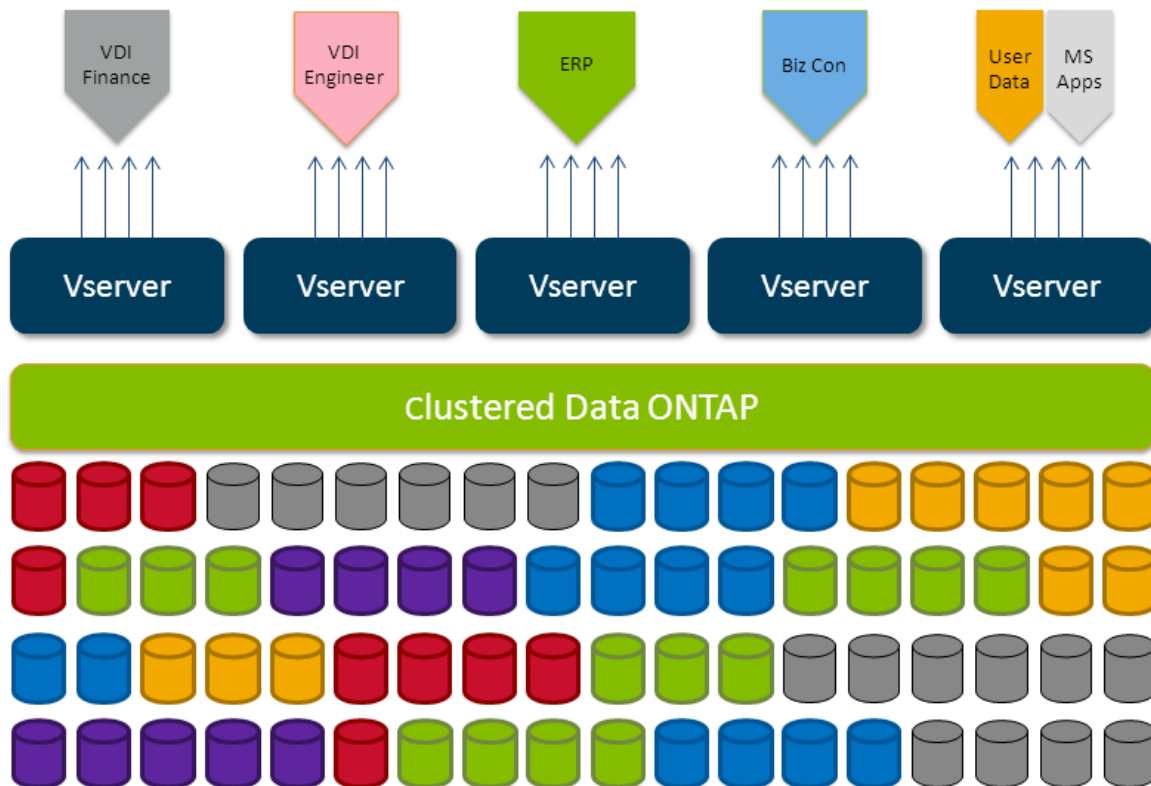 VDI
Finance
VDI
Engineer
ERP
Biz Con
User
Data
MS
Apps
Vserver
Vserver
Vserver
Vserver
Vserver
Clustered Data ONTAP